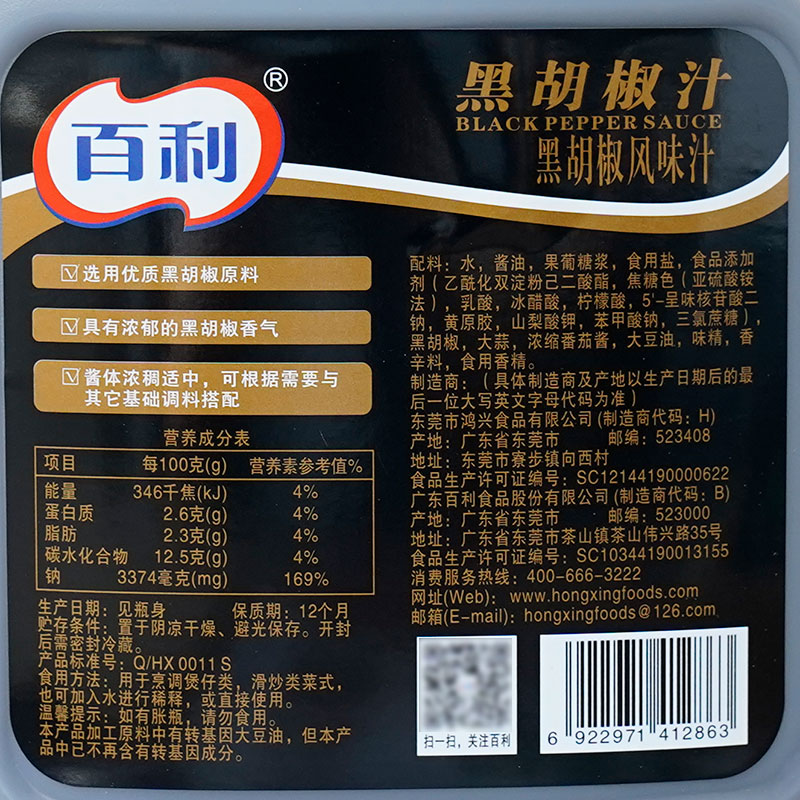 百利®
黑胡椒汁
BLACK PEPPER SAUCE
黑胡椒风味汁
☑选用优质黑胡椒原料
☑具有浓郁的黑胡椒香气
☑酱体浓稠适中，可根据需要与
其它基础调料搭配
营养成分表
项目 每100克(g) 营养素参考值%
能量 346千焦(kJ) 4%
蛋白质 2.6克(g) 4%
脂肪 2.3克(g) 4%
碳水化合物 12.5克(g) 4%
钠 3374毫克(mg) 169%
生产日期：见瓶身 保质期：12个月
贮存条件：置于阴凉干燥、避光保存。开封
后需密封冷藏。
产品标准号：Q/HX 0011 S
食用方法：用于烹调煲仔类，滑炒类菜式，
也可加入水进行稀释，或直接使用。
温馨提示：如有胀瓶，请勿食用。
本产品加工原料中有转基因大豆油，但本产
品中已不再含有转基因成分。
配料：水，酱油，果葡糖浆，食用盐，食品添加
剂（乙酰化双淀粉己二酸酯，焦糖色（亚硫酸铵
法），乳酸，冰醋酸，柠檬酸，5'-呈味核苷酸二
钠，黄原胶，山梨酸钾，苯甲酸钠，三氯蔗糖），
黑胡椒，大蒜，浓缩番茄酱，大豆油，味精，香
辛料，食用香精。
制造商：（具体制造商及产地以生产日期后的最
后一位大写英文字母代码为准）
东莞市鸿兴食品有限公司（制造商代码：H）
产地：广东省东莞市 邮编：523408
地址：东莞市寮步镇向西村
食品生产许可证编号：SC12144190000622
广东百利食品股份有限公司（制造商代码：B）
产地：广东省东莞市 邮编：523000
地址：广东省东莞市茶山镇茶山伟兴路35号
食品生产许可证编号：SC10344190013155
消费服务热线：400-666-3222
网址(Web)：www.hongxingfoods.com
邮箱(E-mail)：hongxingfoods@126.com
扫一扫，关注百利
6 922971 412863